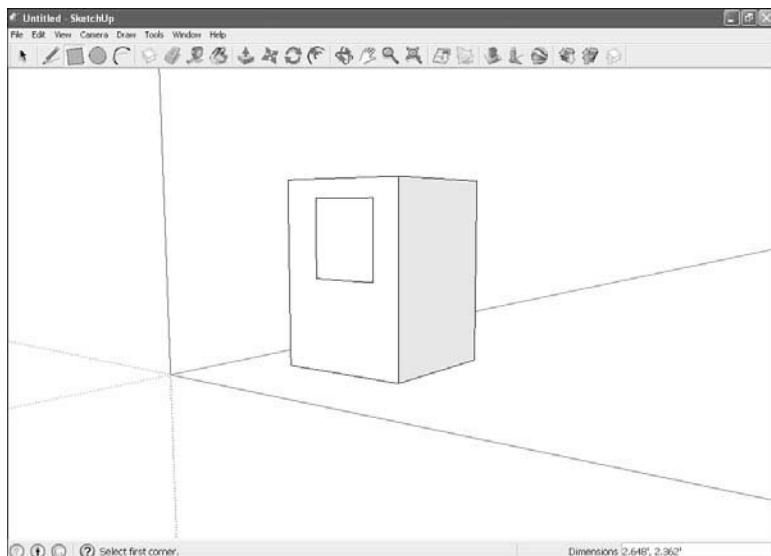 Untitled - SketchUp
File Edit View Camera Draw Tools Window Help
Select first corner. Dimensions 2.648', 2.362'